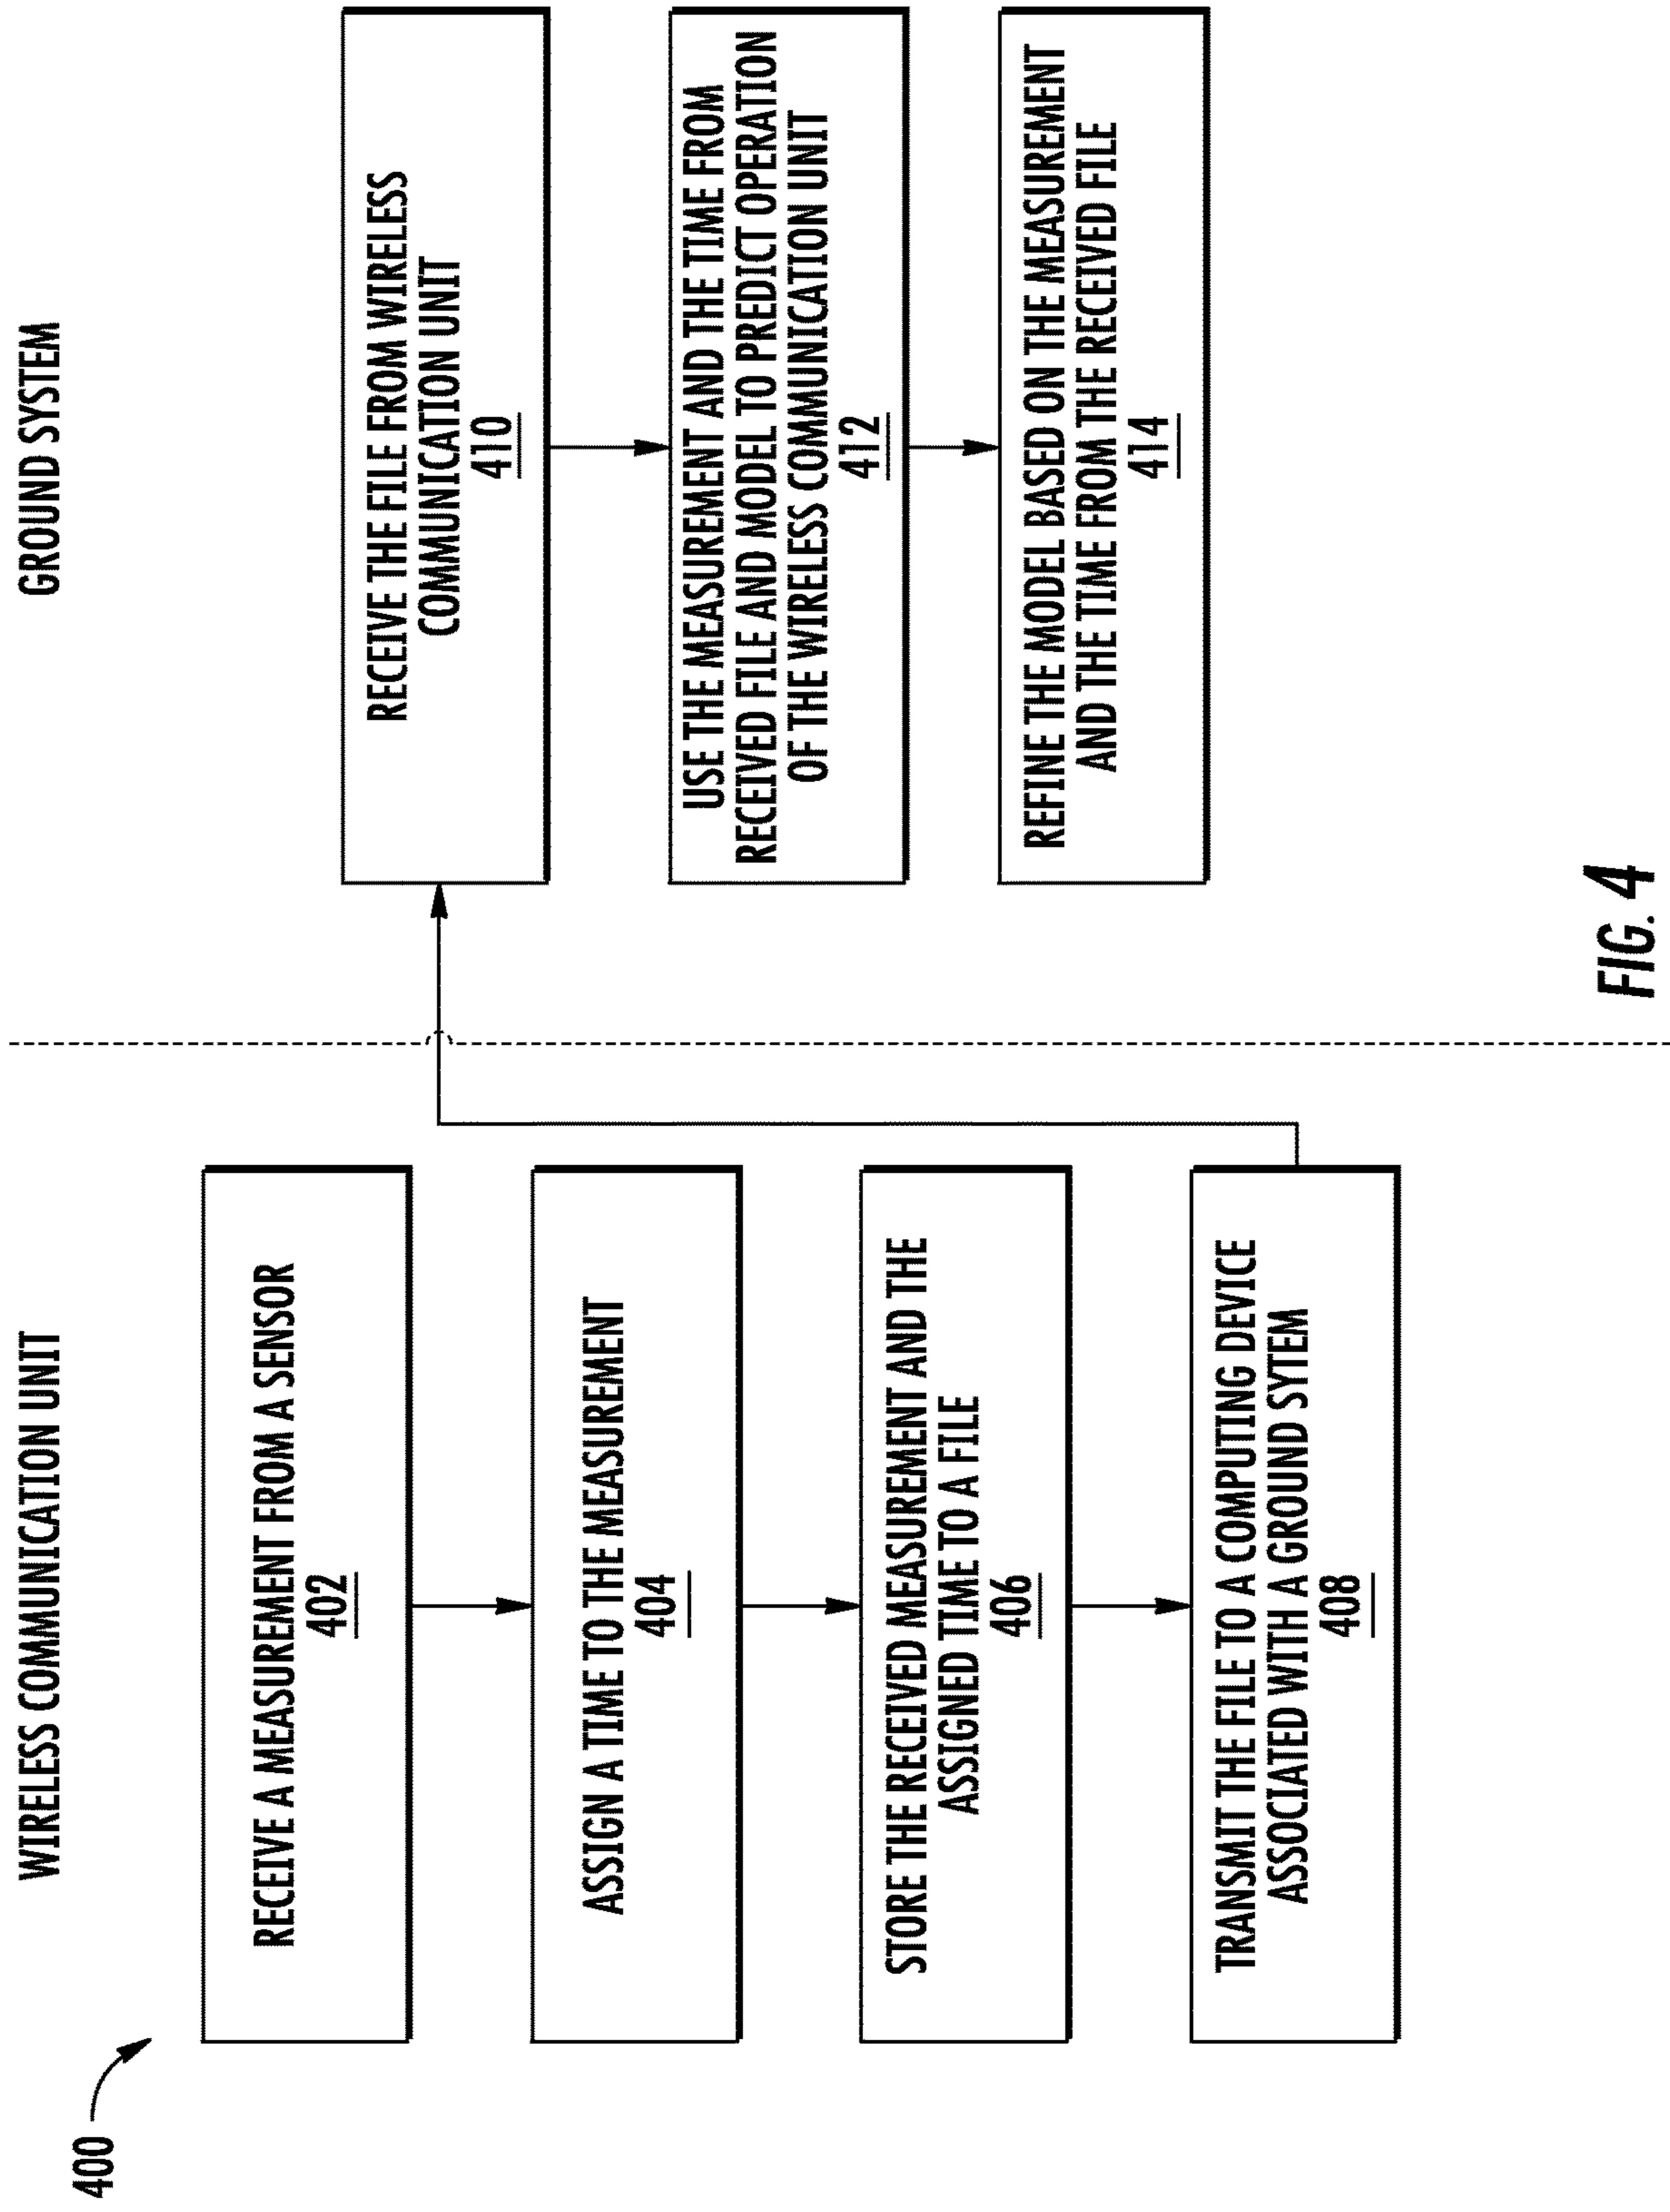 400
WIRELESS COMMUNICATION UNIT
RECEIVE A MEASUREMENT FROM A SENSOR
402
ASSIGN A TIME TO THE MEASUREMENT
404
STORE THE RECEIVED MEASUREMENT AND THE
ASSIGNED TIME TO A FILE
406
TRANSMIT THE FILE TO A COMPUTING DEVICE
ASSOCIATED WITH A GROUND SYTEM
408
GROUND SYSTEM
RECEIVE THE FILE FROM WIRELESS
COMMUNICATION UNIT
410
USE THE MEASUREMENT AND THE TIME FROM
RECEIVED FILE AND MODEL TO PREDICT OPERATION
OF THE WIRELESS COMMUNICATION UNIT
412
REFINE THE MODEL BASED ON THE MEASUREMENT
AND THE TIME FROM THE RECEIVED FILE
414
FIG. 4